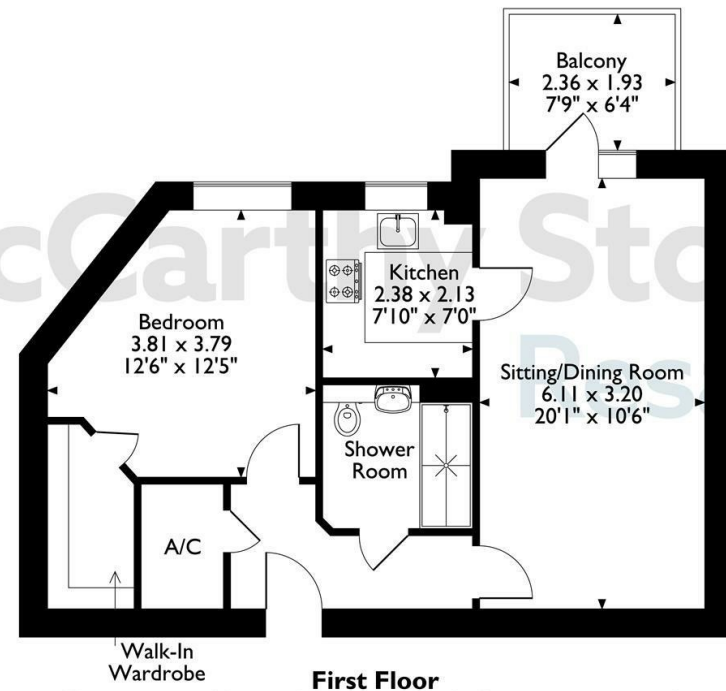 Balcony
2.36 x 1.93
7'9" x 6'4"
Kitchen
2.38 x 2.13
7'10" x 7'0"
Bedroom
3.81 x 3.79
12'6" x 12'5"
Sitting/Dining Room
6.11 x 3.20
20'1" x 10'6"
Shower
Room
A/C
Walk-In
Wardrobe
First Floor
cCarthy Sto